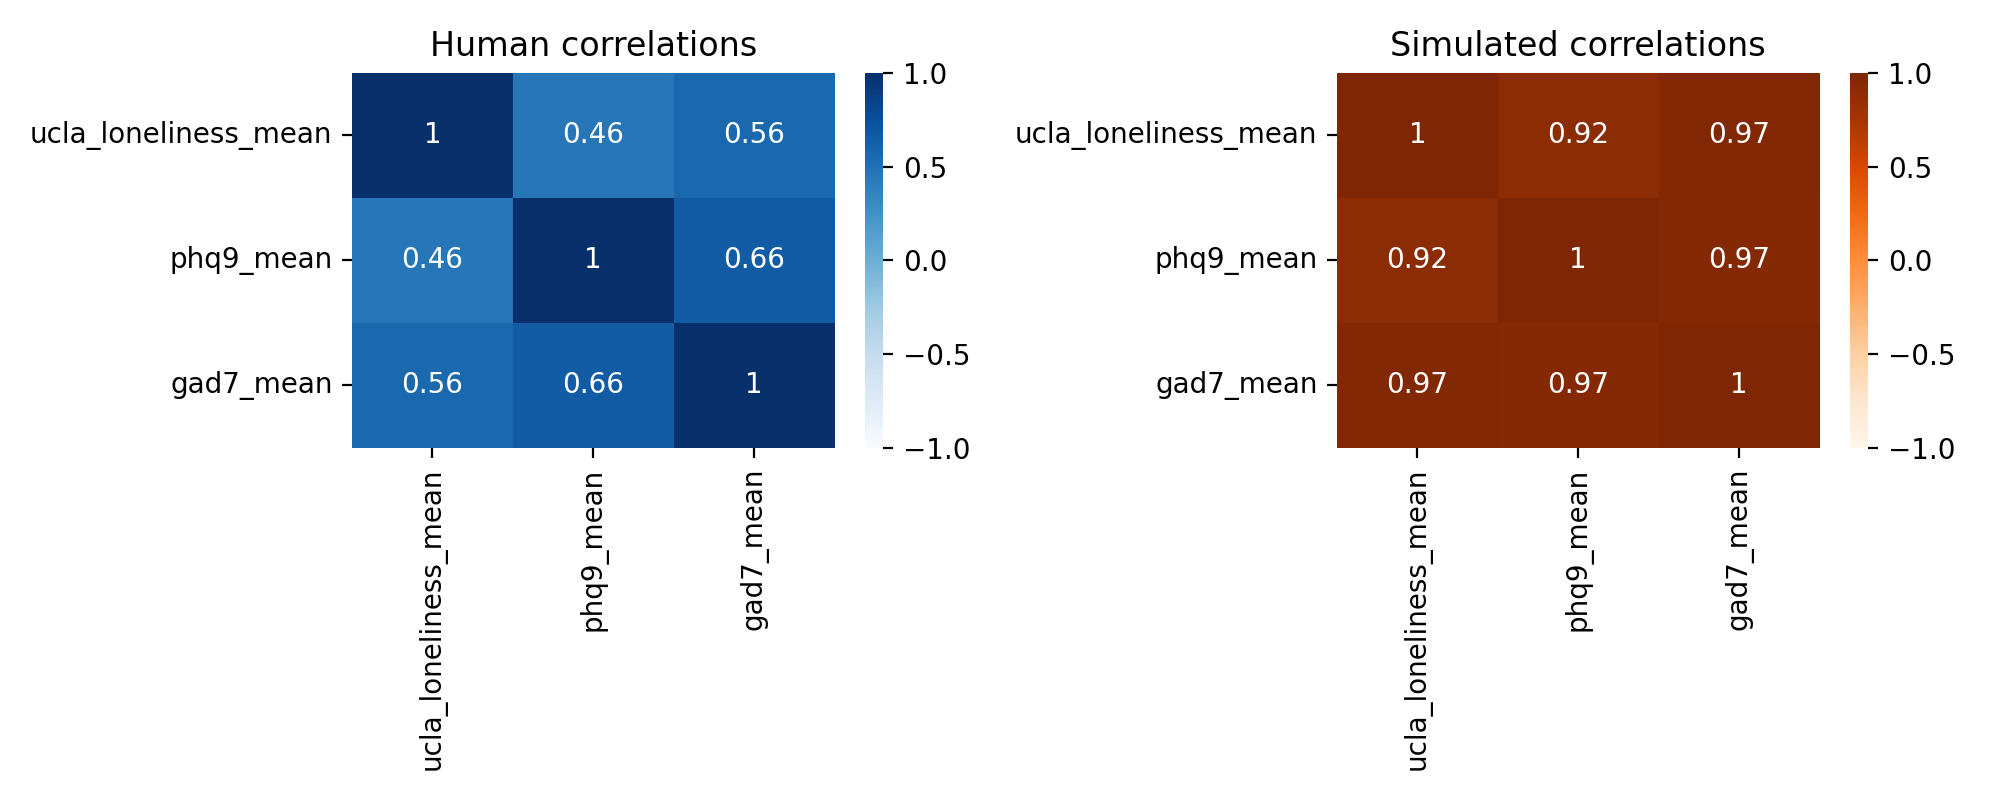 Human correlations
ucla_loneliness_mean 1 0.46 0.56
phq9_mean 0.46 1 0.66
gad7_mean 0.56 0.66 1
ucla_loneliness_mean
phq9_mean
gad7_mean
1.0
0.5
0.0
−0.5
−1.0
Simulated correlations
ucla_loneliness_mean 1 0.92 0.97
phq9_mean 0.92 1 0.97
gad7_mean 0.97 0.97 1
ucla_loneliness_mean
phq9_mean
gad7_mean
1.0
0.5
0.0
−0.5
−1.0